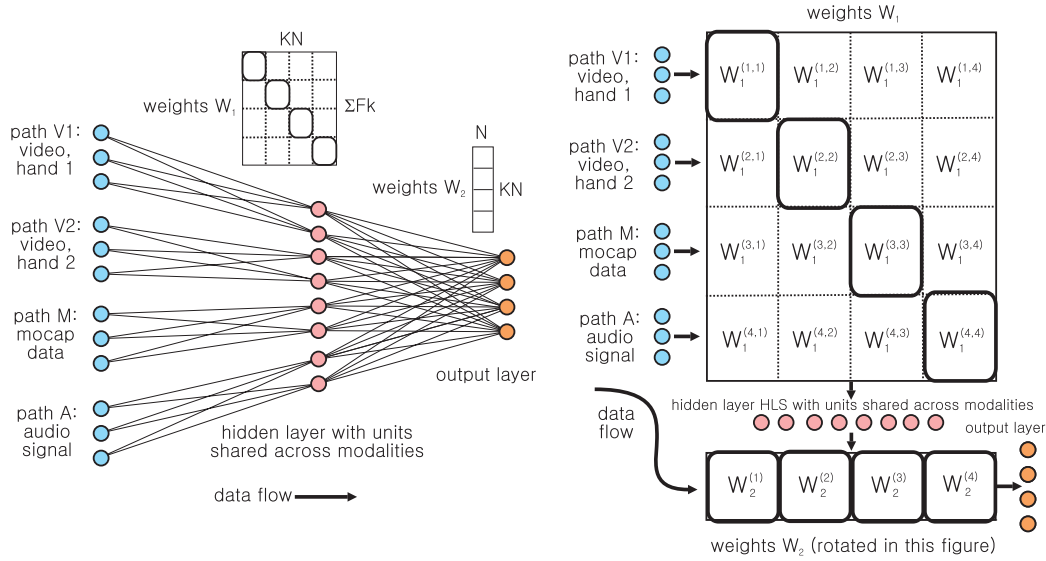 KN
weights W₁
ΣFk
path V1:
video,
hand 1
path V2:
video,
hand 2
path M:
mocap
data
path A:
audio
signal
N
weights W₂
KN
output layer
hidden layer with units
shared across modalities
data flow
weights W₁
path V1:
video,
hand 1
path V2:
video,
hand 2
path M:
mocap
data
path A:
audio
signal
W₁⁽¹,¹⁾ W₁⁽¹,²⁾ W₁⁽¹,³⁾ W₁⁽¹,⁴⁾
W₁⁽²,¹⁾ W₁⁽²,²⁾ W₁⁽²,³⁾ W₁⁽²,⁴⁾
W₁⁽³,¹⁾ W₁⁽³,²⁾ W₁⁽³,³⁾ W₁⁽³,⁴⁾
W₁⁽⁴,¹⁾ W₁⁽⁴,²⁾ W₁⁽⁴,³⁾ W₁⁽⁴,⁴⁾
hidden layer HLS with units shared across modalities
data
flow
output layer
W₂⁽¹⁾ W₂⁽²⁾ W₂⁽³⁾ W₂⁽⁴⁾
weights W₂ (rotated in this figure)